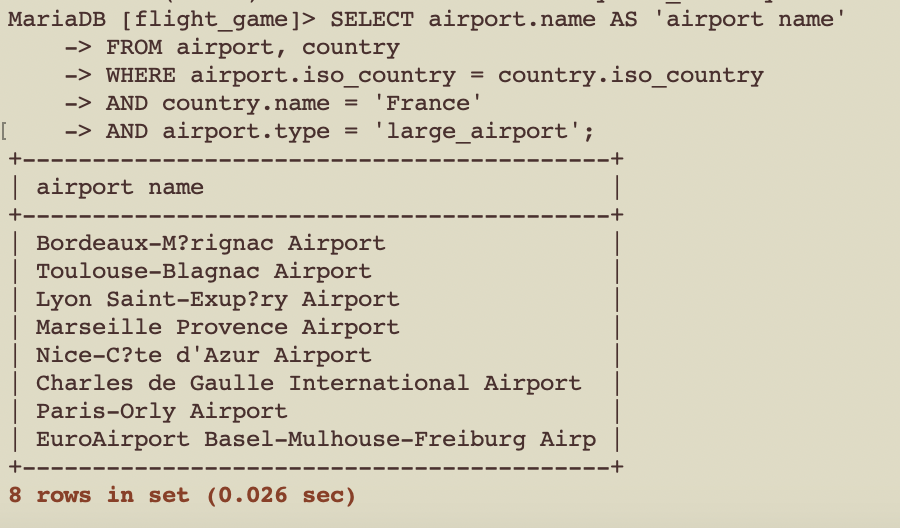 MariaDB [flight_game]> SELECT airport.name AS 'airport name'
    -> FROM airport, country
    -> WHERE airport.iso_country = country.iso_country
    -> AND country.name = 'France'
[    -> AND airport.type = 'large_airport';
+------------------------------------------+
| airport name                             |
+------------------------------------------+
| Bordeaux-M?rignac Airport                |
| Toulouse-Blagnac Airport                 |
| Lyon Saint-Exup?ry Airport               |
| Marseille Provence Airport               |
| Nice-C?te d'Azur Airport                 |
| Charles de Gaulle International Airport  |
| Paris-Orly Airport                       |
| EuroAirport Basel-Mulhouse-Freiburg Airp |
+------------------------------------------+
8 rows in set (0.026 sec)